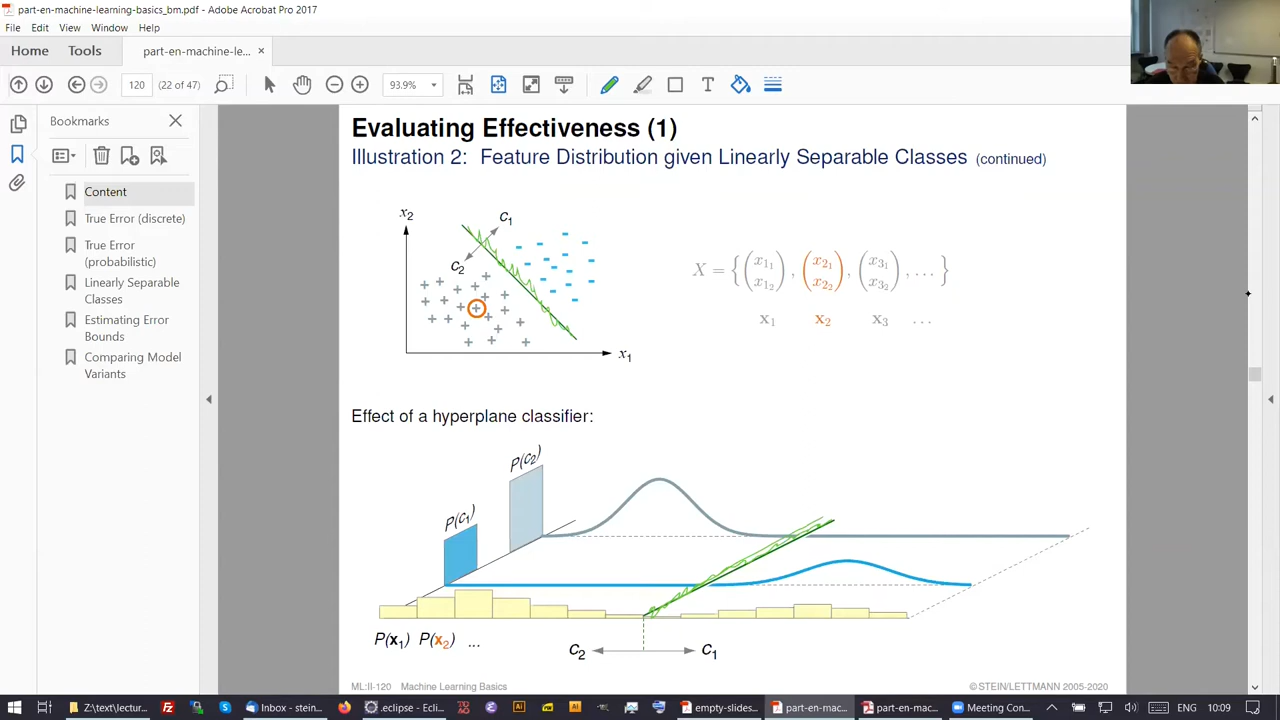 part-en-machine-learning-basics_bm.pdf - Adobe Acrobat Pro 2017
File Edit View Window Help
Home Tools part-en-machine-le... ×
120 (22 of 47) 93.9%
Bookmarks
Content
True Error (discrete)
True Error
(probabilistic)
Linearly Separable
Classes
Estimating Error
Bounds
Comparing Model
Variants
Evaluating Effectiveness (1)
Illustration 2: Feature Distribution given Linearly Separable Classes (continued)
x2
c1
c2
x1
X = { (x11 x12), (x21 x22), (x31 x32), ... }
x1 x2 x3 ...
Effect of a hyperplane classifier:
P(c2)
P(c1)
P(x1) P(x2) ...
c2 c1
ML:II-120 Machine Learning Basics ©STEIN/LETTMANN 2005-2020
Z:\text\lectur... Inbox - stein... .eclipse - Ecli... empty-slides... part-en-mac... part-en-mac... Meeting Con... ENG 10:09